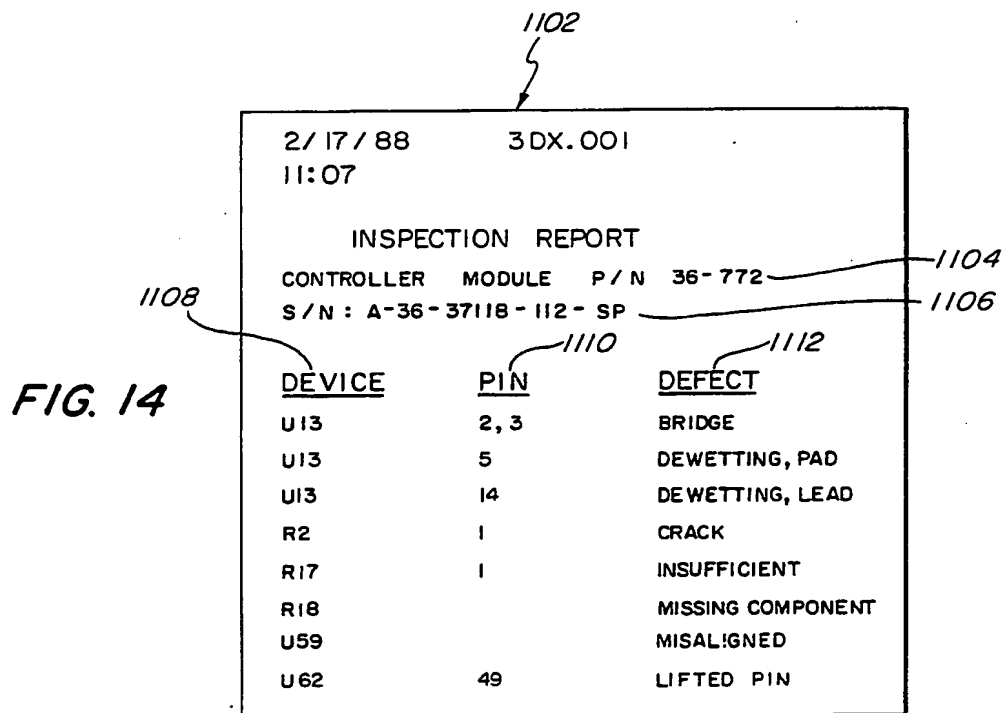 1102
2/17/88 3DX.001
11:07
INSPECTION REPORT
CONTROLLER MODULE P/N 36-772 1104
1108 S/N: A-36-37118-112-SP 1106
1110 1112
FIG. 14
DEVICE PIN DEFECT
U13 2, 3 BRIDGE
U13 5 DEWETTING, PAD
U13 14 DEWETTING, LEAD
R2 1 CRACK
R17 1 INSUFFICIENT
R18 MISSING COMPONENT
U59 MISALIGNED
U62 49 LIFTED PIN